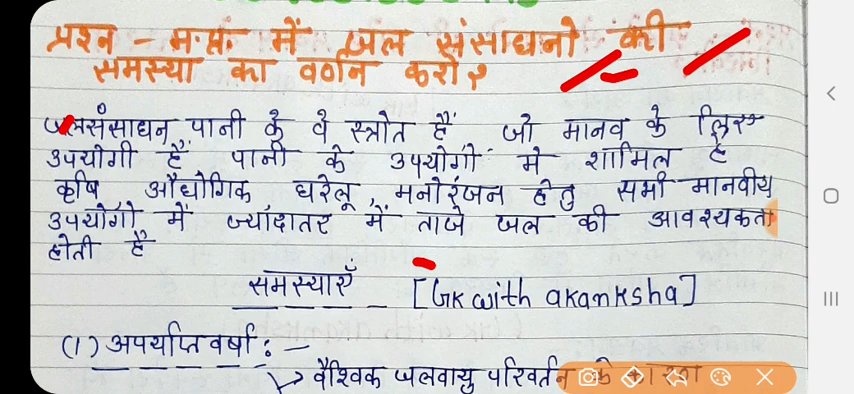 प्रश्न - म.प्र. में जल संसाधनो की
समस्या का वर्णन करो?
जलसंसाधन पानी के वे स्त्रोत हैं जो मानव के लिए
उपयोगी हैं पानी के उपयोगों में शामिल है
कृषि औद्योगिक घरेलू, मनोरंजन हेतु सभी मानवीय
उपयोगो में ज्यादातर में ताजे जल की आवश्यकता
होती है
समस्याएँ [GK with akanksha]
(1) अपर्याप्त वर्षा : -
वैश्विक जलवायु परिवर्तन के कारण